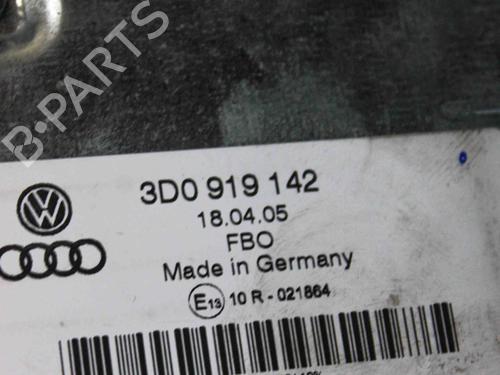 B-PARTS
3D0 919 142
18.04.05
FBO
Made in Germany
E13 10 R - 021864